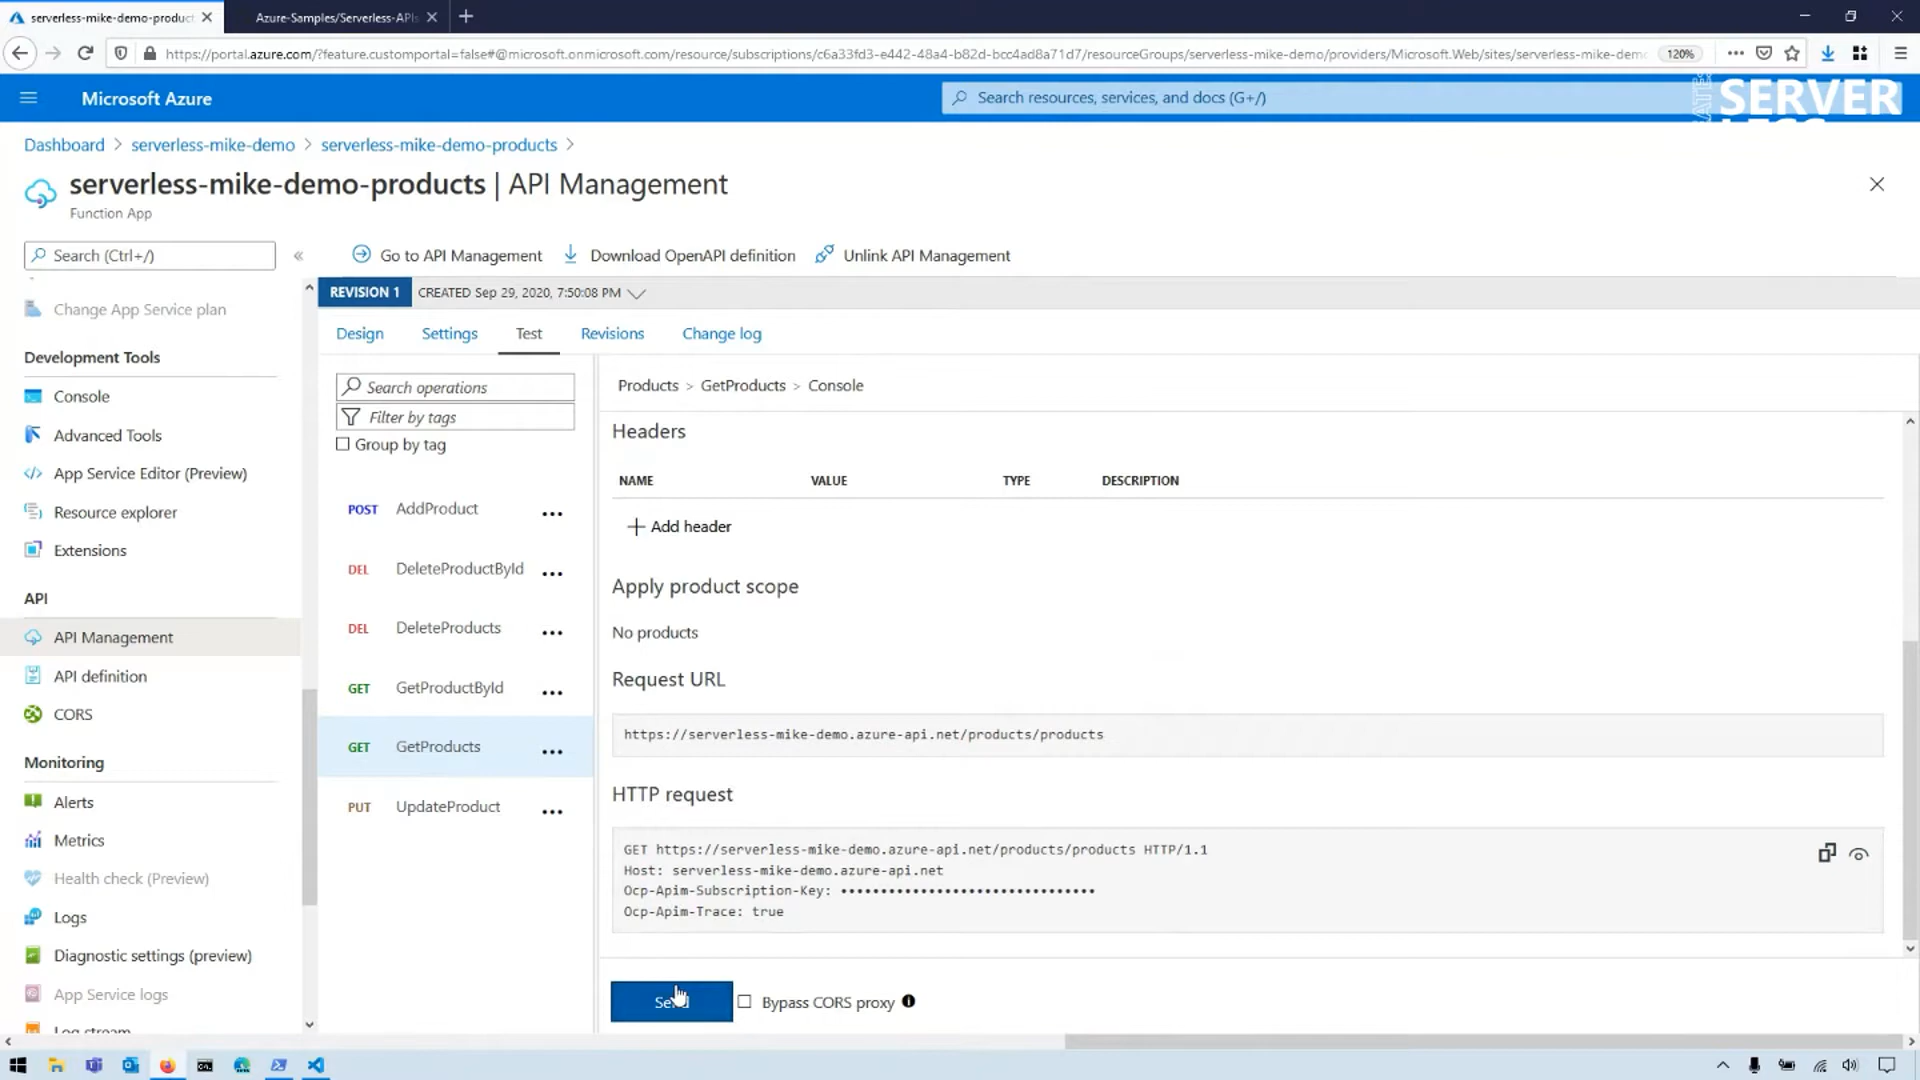 serverless-mike-demo-product
Azure-Samples/Serverless-APIs
https://portal.azure.com/?feature.customportal=false#@microsoft.onmicrosoft.com/resource/subscriptions/c6a33fd3-e442-48a4-b82d-bcc4ad8a71d7/resourceGroups/serverless-mike-demo/providers/Microsoft.Web/sites/serverless-mike-demo
120%
Microsoft Azure
Search resources, services, and docs (G+/)
SERVER
Dashboard > serverless-mike-demo > serverless-mike-demo-products >
serverless-mike-demo-products | API Management
Function App
Search (Ctrl+/)
«
Go to API Management
Download OpenAPI definition
Unlink API Management
Change App Service plan
Development Tools
Console
Advanced Tools
App Service Editor (Preview)
Resource explorer
Extensions
API
API Management
API definition
CORS
Monitoring
Alerts
Metrics
Health check (Preview)
Logs
Diagnostic settings (preview)
App Service logs
Log stream
REVISION 1
CREATED Sep 29, 2020, 7:50:08 PM
Design
Settings
Test
Revisions
Change log
Search operations
Filter by tags
Group by tag
POST AddProduct ...
DEL DeleteProductById ...
DEL DeleteProducts ...
GET GetProductById ...
GET GetProducts ...
PUT UpdateProduct ...
Products > GetProducts > Console
Headers
NAME VALUE TYPE DESCRIPTION
+ Add header
Apply product scope
No products
Request URL
https://serverless-mike-demo.azure-api.net/products/products
HTTP request
GET https://serverless-mike-demo.azure-api.net/products/products HTTP/1.1
Host: serverless-mike-demo.azure-api.net
Ocp-Apim-Subscription-Key: ••••••••••••••••••••••••••••••••
Ocp-Apim-Trace: true
Send
Bypass CORS proxy